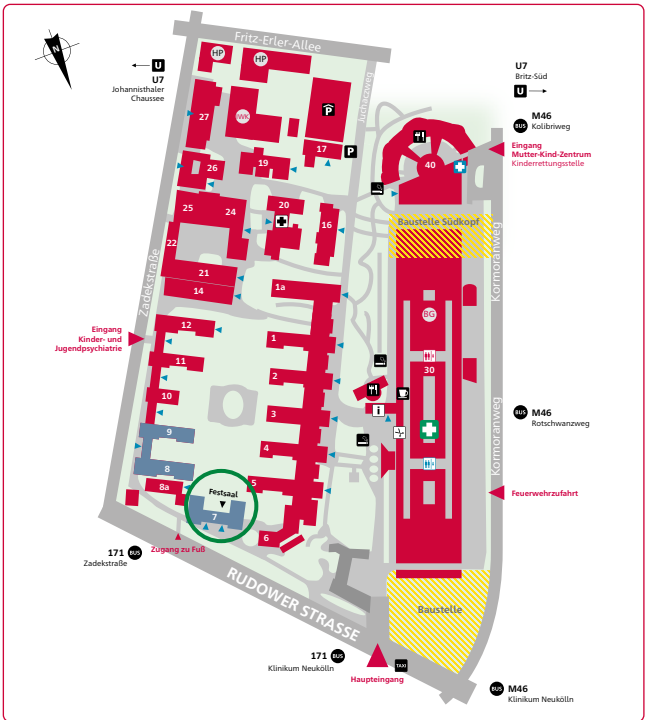 Fritz-Erler-Allee
N
U
U7
Johannisthaler
Chaussee
HP
HP
Juchaczweg
U7
Britz-Süd
U
27
WK
P
17
P
M46
BUS
Kolibriweg
Eingang
Mutter-Kind-Zentrum
Kinderrettungsstelle
26
19
40
25
24
20
16
Baustelle Südkopf
22
Zadekstraße
Kormoranweg
21
14
1a
BG
12
Eingang
Kinder- und
Jugendpsychiatrie
1
11
2
30
10
3
i
M46
BUS
Rotschwanzweg
Kormoranweg
9
4
8
8a
5
Festsaal
7
Feuerwehrzufahrt
6
171
BUS
Zadekstraße
Zugang zu Fuß
RUDOWER STRASSE
Baustelle
171
BUS
Klinikum Neukölln
TAXI
Haupteingang
BUS
M46
Klinikum Neukölln